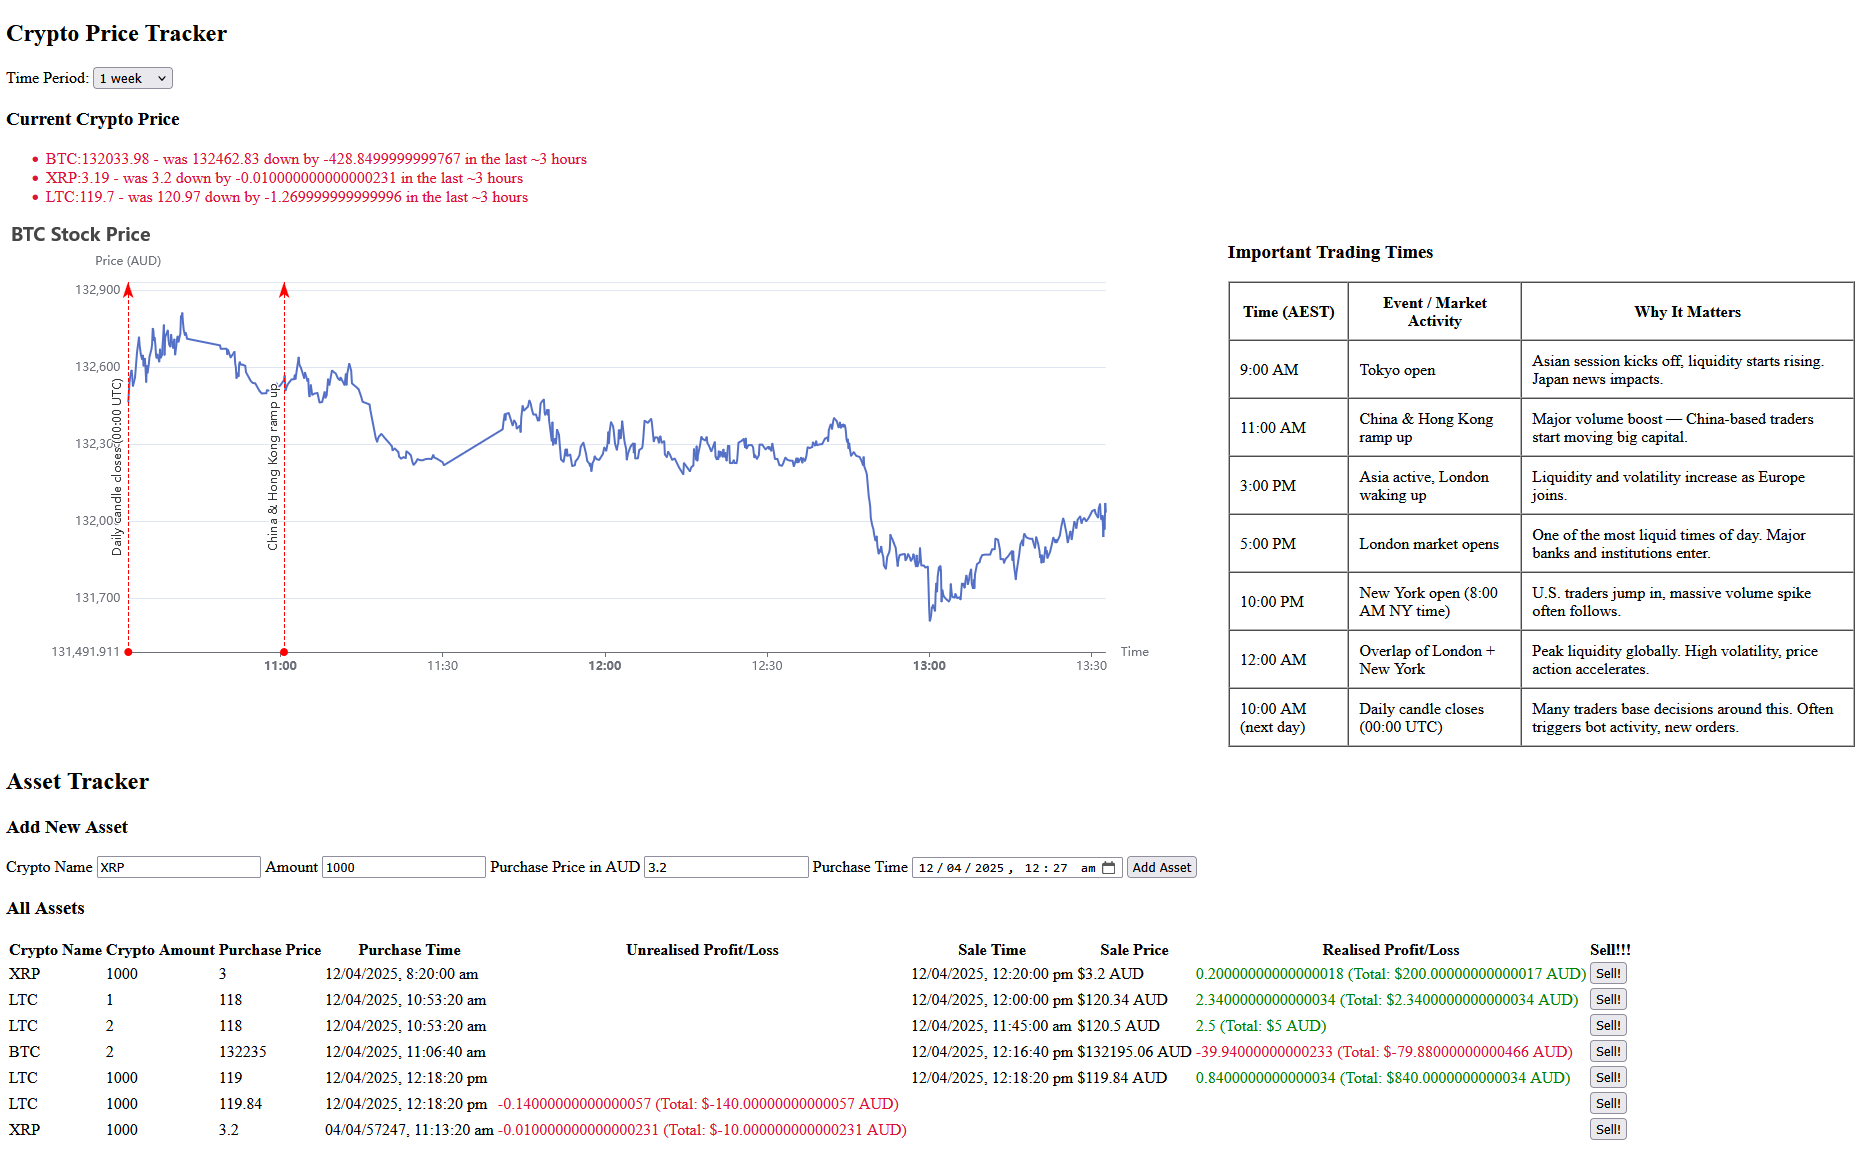 Crypto Price Tracker
Time Period: 1 week
Current Crypto Price
BTC:132033.98 - was 132462.83 down by -428.8499999999767 in the last ~3 hours
XRP:3.19 - was 3.2 down by -0.010000000000000231 in the last ~3 hours
LTC:119.7 - was 120.97 down by -1.269999999999996 in the last ~3 hours
BTC Stock Price
Price (AUD)
132,900
132,600
132,300
132,000
131,700
131,491.911
Daily candle closes (00:00 UTC)
China & Hong Kong ramp up
11:00 11:30 12:00 12:30 13:00 13:30 Time
Important Trading Times
Time (AEST) Event / Market Activity Why It Matters
9:00 AM Tokyo open Asian session kicks off, liquidity starts rising. Japan news impacts.
11:00 AM China & Hong Kong ramp up Major volume boost — China-based traders start moving big capital.
3:00 PM Asia active, London waking up Liquidity and volatility increase as Europe joins.
5:00 PM London market opens One of the most liquid times of day. Major banks and institutions enter.
10:00 PM New York open (8:00 AM NY time) U.S. traders jump in, massive volume spike often follows.
12:00 AM Overlap of London + New York Peak liquidity globally. High volatility, price action accelerates.
10:00 AM (next day) Daily candle closes (00:00 UTC) Many traders base decisions around this. Often triggers bot activity, new orders.
Asset Tracker
Add New Asset
Crypto Name XRP Amount 1000 Purchase Price in AUD 3.2 Purchase Time 12/04/2025, 12:27 am Add Asset
All Assets
Crypto Name Crypto Amount Purchase Price Purchase Time Unrealised Profit/Loss Sale Time Sale Price Realised Profit/Loss Sell!!!
XRP 1000 3 12/04/2025, 8:20:00 am 12/04/2025, 12:20:00 pm $3.2 AUD 0.20000000000000018 (Total: $200.00000000000017 AUD) Sell!
LTC 1 118 12/04/2025, 10:53:20 am 12/04/2025, 12:00:00 pm $120.34 AUD 2.3400000000000034 (Total: $2.3400000000000034 AUD) Sell!
LTC 2 118 12/04/2025, 10:53:20 am 12/04/2025, 11:45:00 am $120.5 AUD 2.5 (Total: $5 AUD) Sell!
BTC 2 132235 12/04/2025, 11:06:40 am 12/04/2025, 12:16:40 pm $132195.06 AUD -39.94000000000233 (Total: $-79.88000000000466 AUD) Sell!
LTC 1000 119 12/04/2025, 12:18:20 pm 12/04/2025, 12:18:20 pm $119.84 AUD 0.8400000000000034 (Total: $840.0000000000034 AUD) Sell!
LTC 1000 119.84 12/04/2025, 12:18:20 pm -0.14000000000000057 (Total: $-140.00000000000057 AUD) Sell!
XRP 1000 3.2 04/04/57247, 11:13:20 am -0.010000000000000231 (Total: $-10.000000000000231 AUD) Sell!